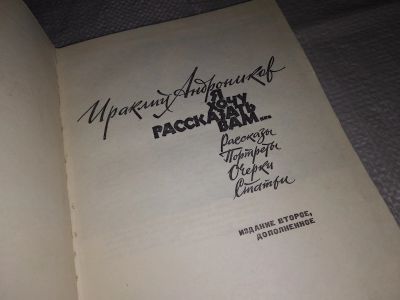 Ираклий Андроников
Я
ХОЧУ
РАССКАЗАТЬ
ВАМ...
Рассказы
Портреты
Очерки
Статьи
ИЗДАНИЕ ВТОРОЕ,
ДОПОЛНЕННОЕ